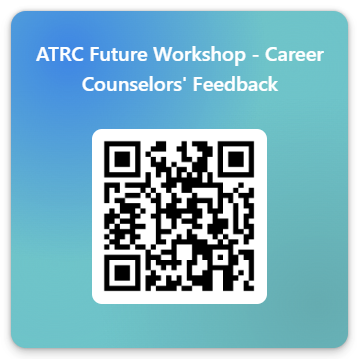 ATRC Future Workshop - Career
Counselors' Feedback